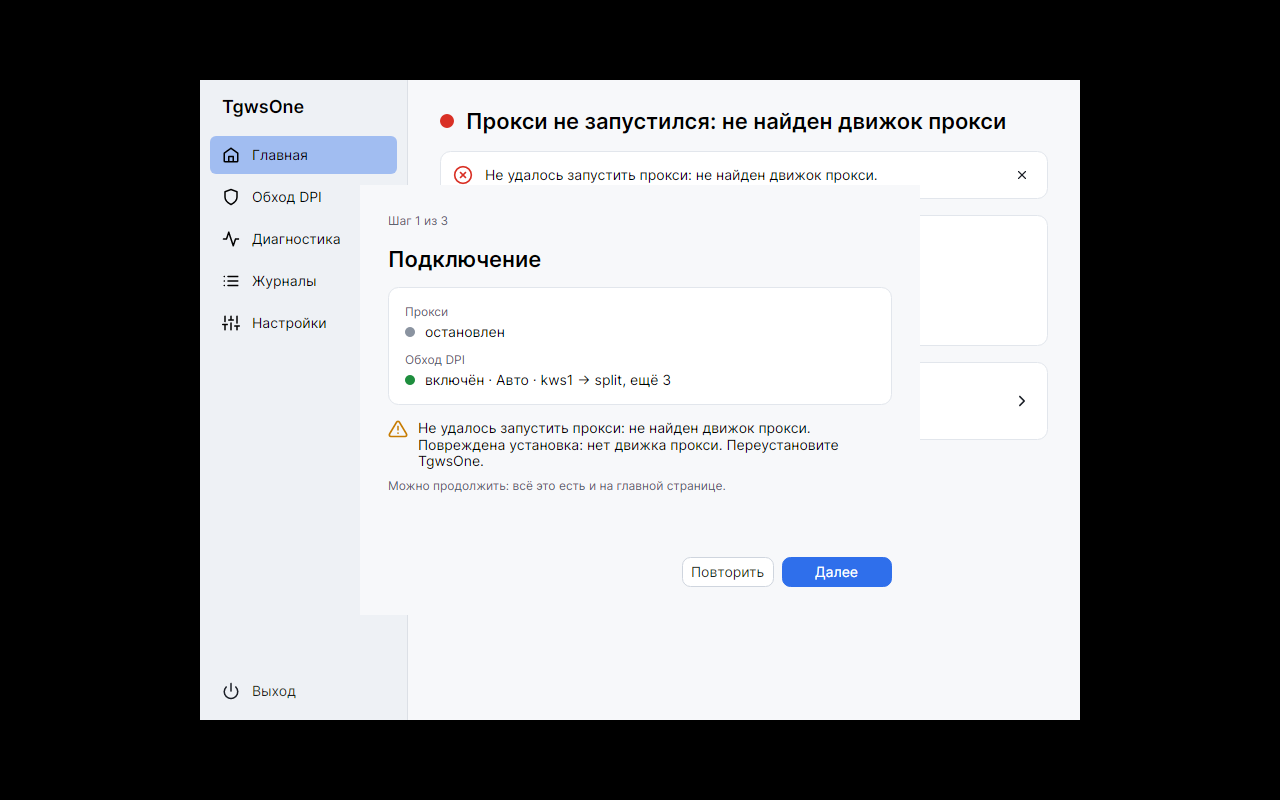 TgwsOne
Главная
Обход DPI
Диагностика
Журналы
Настройки
Выход
Прокси не запустился: не найден движок прокси
Не удалось запустить прокси: не найден движок прокси.
Шаг 1 из 3
Подключение
Прокси
остановлен
Обход DPI
включён · Авто · kws1 → split, ещё 3
Не удалось запустить прокси: не найден движок прокси.
Повреждена установка: нет движка прокси. Переустановите
TgwsOne.
Можно продолжить: всё это есть и на главной странице.
Повторить
Далее